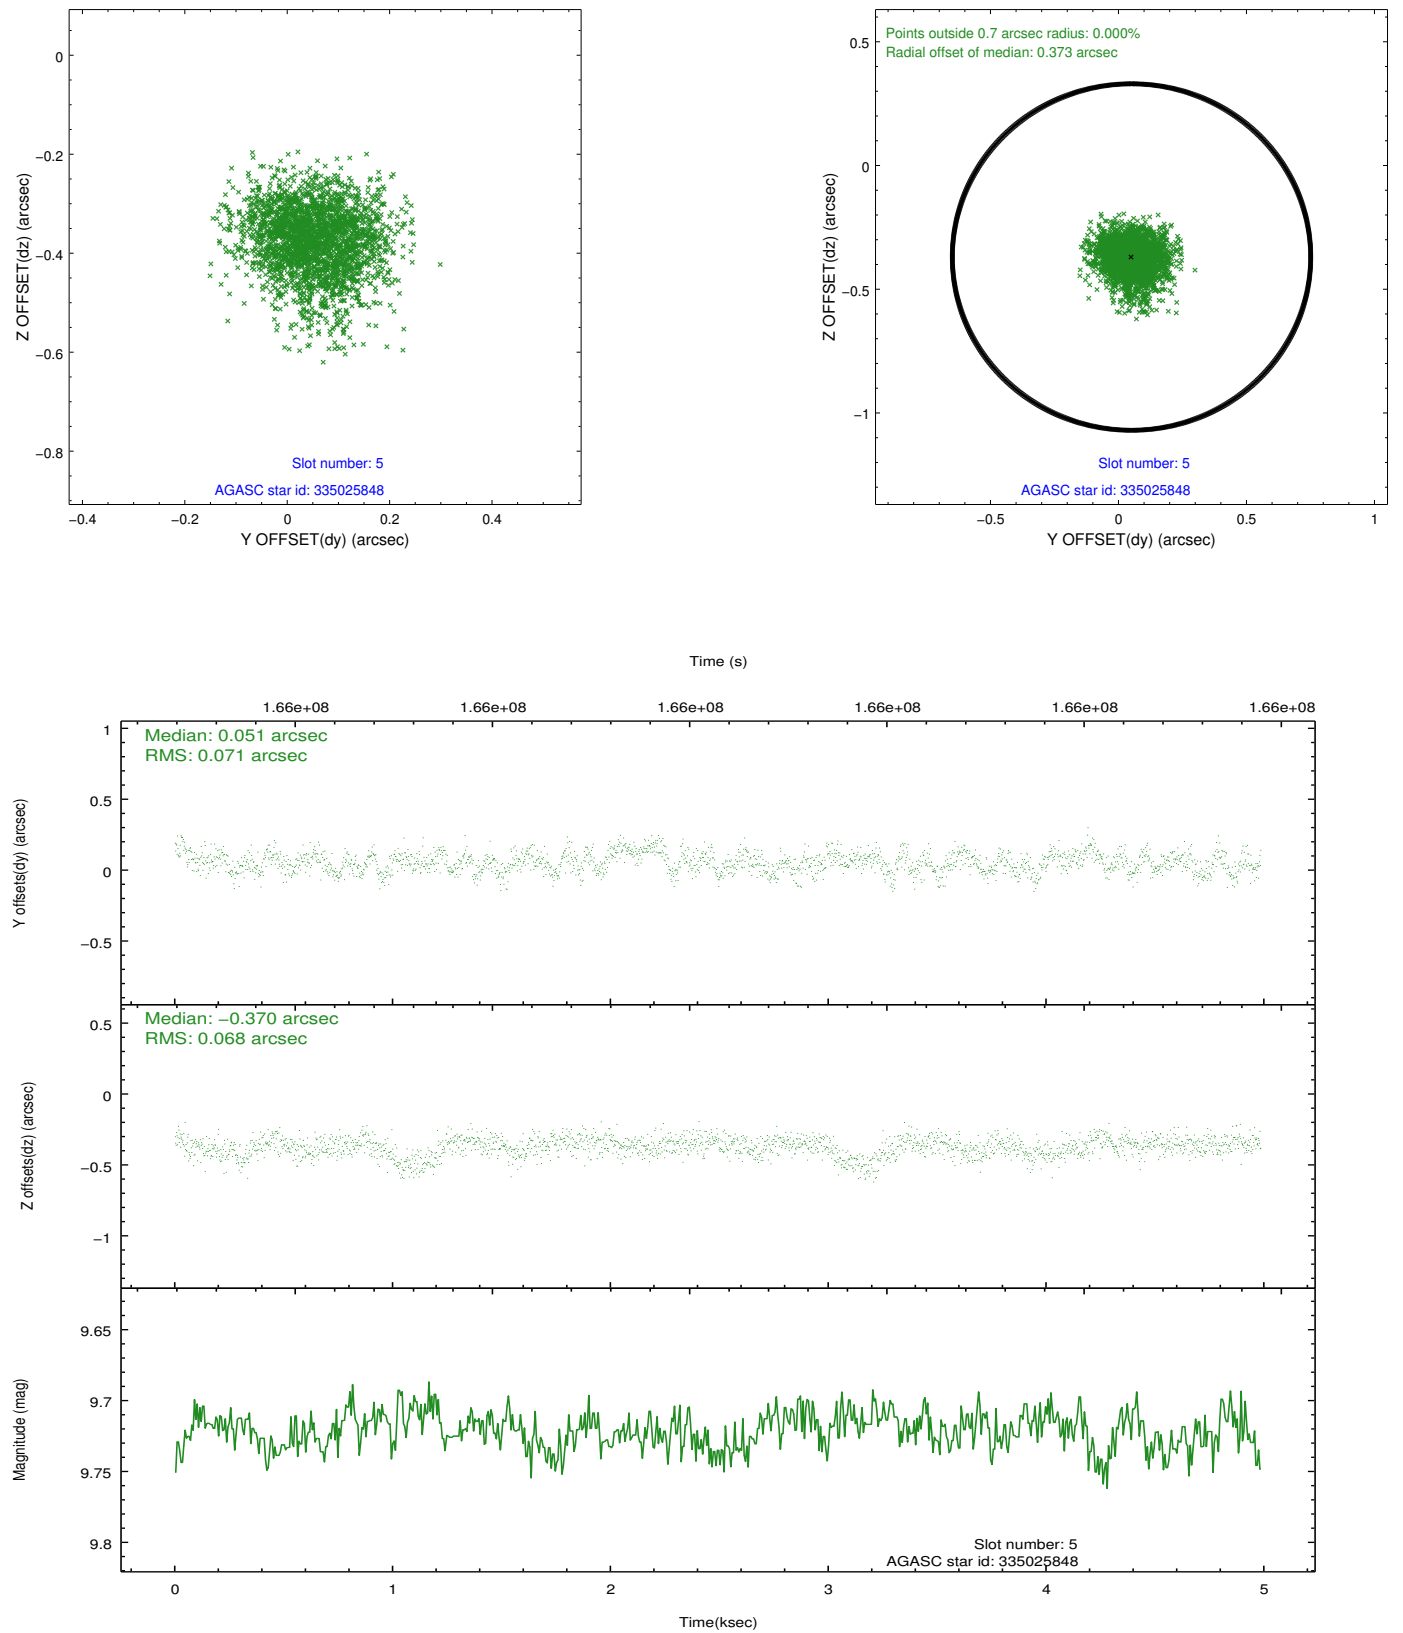 0
−0.2
−0.4
−0.6
−0.8
Z OFFSET(dz) (arcsec)
Slot number: 5
AGASC star id: 335025848
−0.4
−0.2
0
0.2
0.4
Y OFFSET(dy) (arcsec)
Points outside 0.7 arcsec radius: 0.000%
Radial offset of median: 0.373 arcsec
0.5
0
−0.5
−1
Z OFFSET(dz) (arcsec)
Slot number: 5
AGASC star id: 335025848
−0.5
0
0.5
1
Y OFFSET(dy) (arcsec)
Time (s)
1.66e+08
1.66e+08
1.66e+08
1.66e+08
1.66e+08
1.66e+08
Median: 0.051 arcsec
RMS: 0.071 arcsec
1
0.5
0
−0.5
Y offsets(dy) (arcsec)
Median: −0.370 arcsec
RMS: 0.068 arcsec
0.5
0
−0.5
−1
Z offsets(dz) (arcsec)
9.65
9.7
9.75
9.8
Magnitude (mag)
Slot number: 5
AGASC star id: 335025848
0
1
2
3
4
5
Time(ksec)